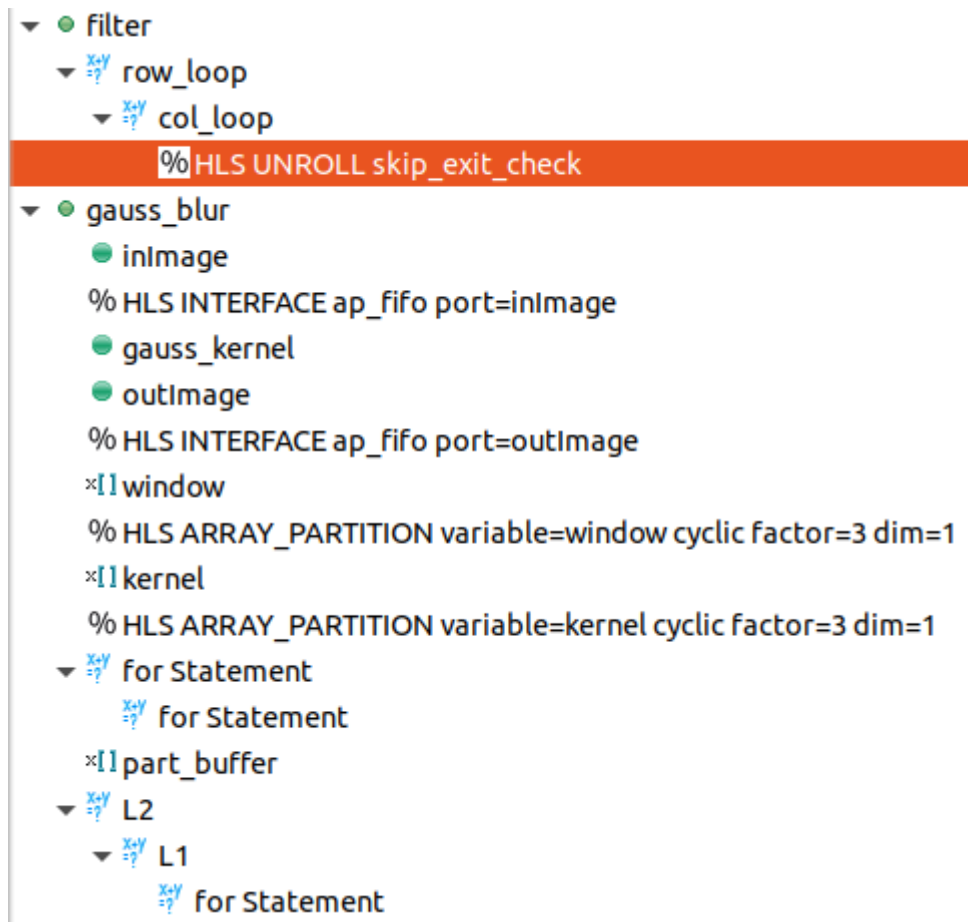 filter
row_loop
col_loop
% HLS UNROLL skip_exit_check
gauss_blur
inImage
% HLS INTERFACE ap_fifo port=inImage
gauss_kernel
outImage
% HLS INTERFACE ap_fifo port=outImage
x[] window
% HLS ARRAY_PARTITION variable=window cyclic factor=3 dim=1
x[] kernel
% HLS ARRAY_PARTITION variable=kernel cyclic factor=3 dim=1
for Statement
for Statement
x[] part_buffer
L2
L1
for Statement